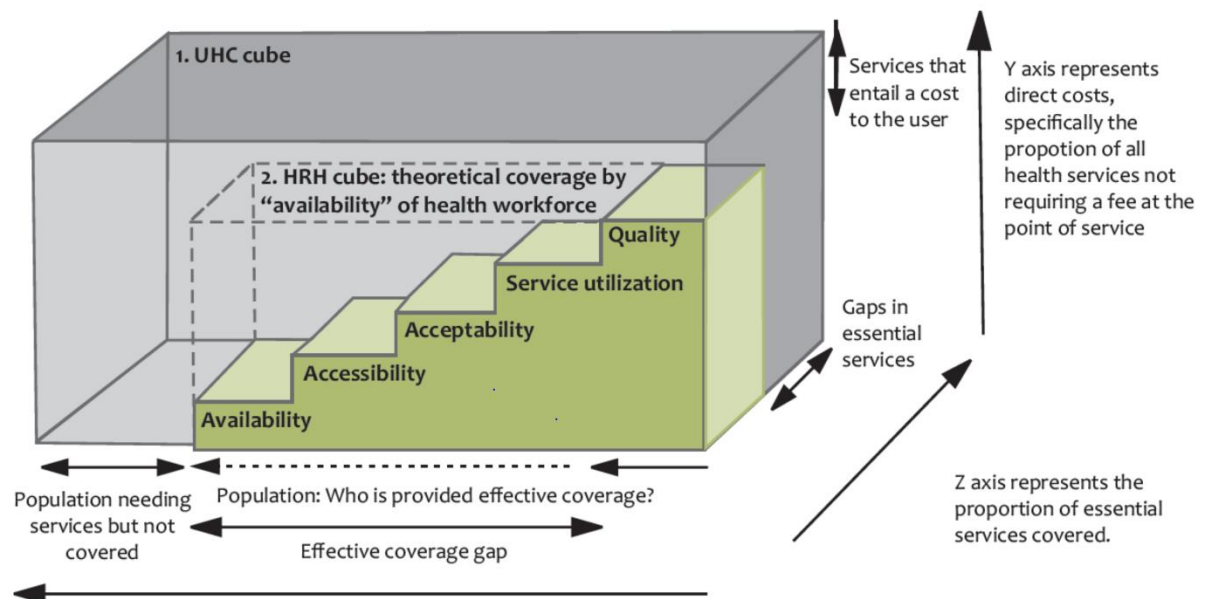 1. UHC cube
2. HRH cube: theoretical coverage by
“availability” of health workforce
Quality
Service utilization
Acceptability
Accessibility
Availability
Services that
entail a cost
to the user
Y axis represents
direct costs,
specifically the
propotion of all
health services not
requiring a fee at the
point of service
Gaps in
essential
services
Z axis represents the
proportion of essential
services covered.
Population needing
services but not
covered
Population: Who is provided effective coverage?
Effective coverage gap